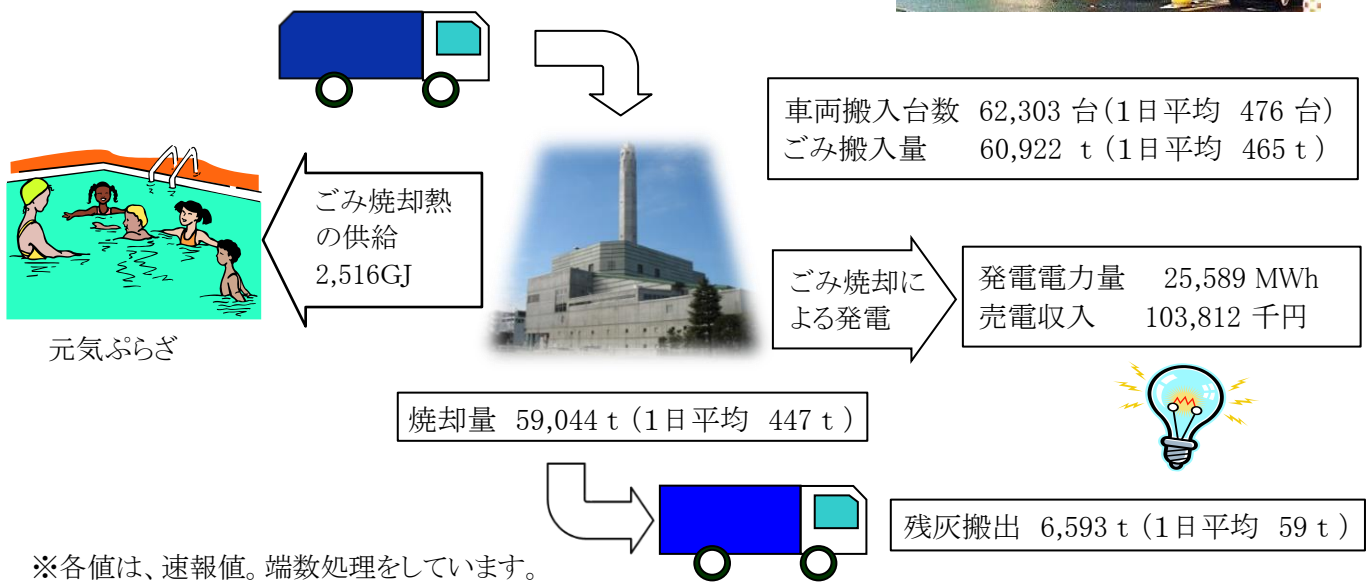 車両搬入台数 62,303 台(1日平均 476 台)
ごみ搬入量 60,922 t(1日平均 465 t)
ごみ焼却熱
の供給
2,516GJ
元気ぷらざ
ごみ焼却に
よる発電
発電電力量 25,589 MWh
売電収入 103,812 千円
焼却量 59,044 t(1日平均 447 t)
残灰搬出 6,593 t(1日平均 59 t)
※各値は、速報値。端数処理をしています。